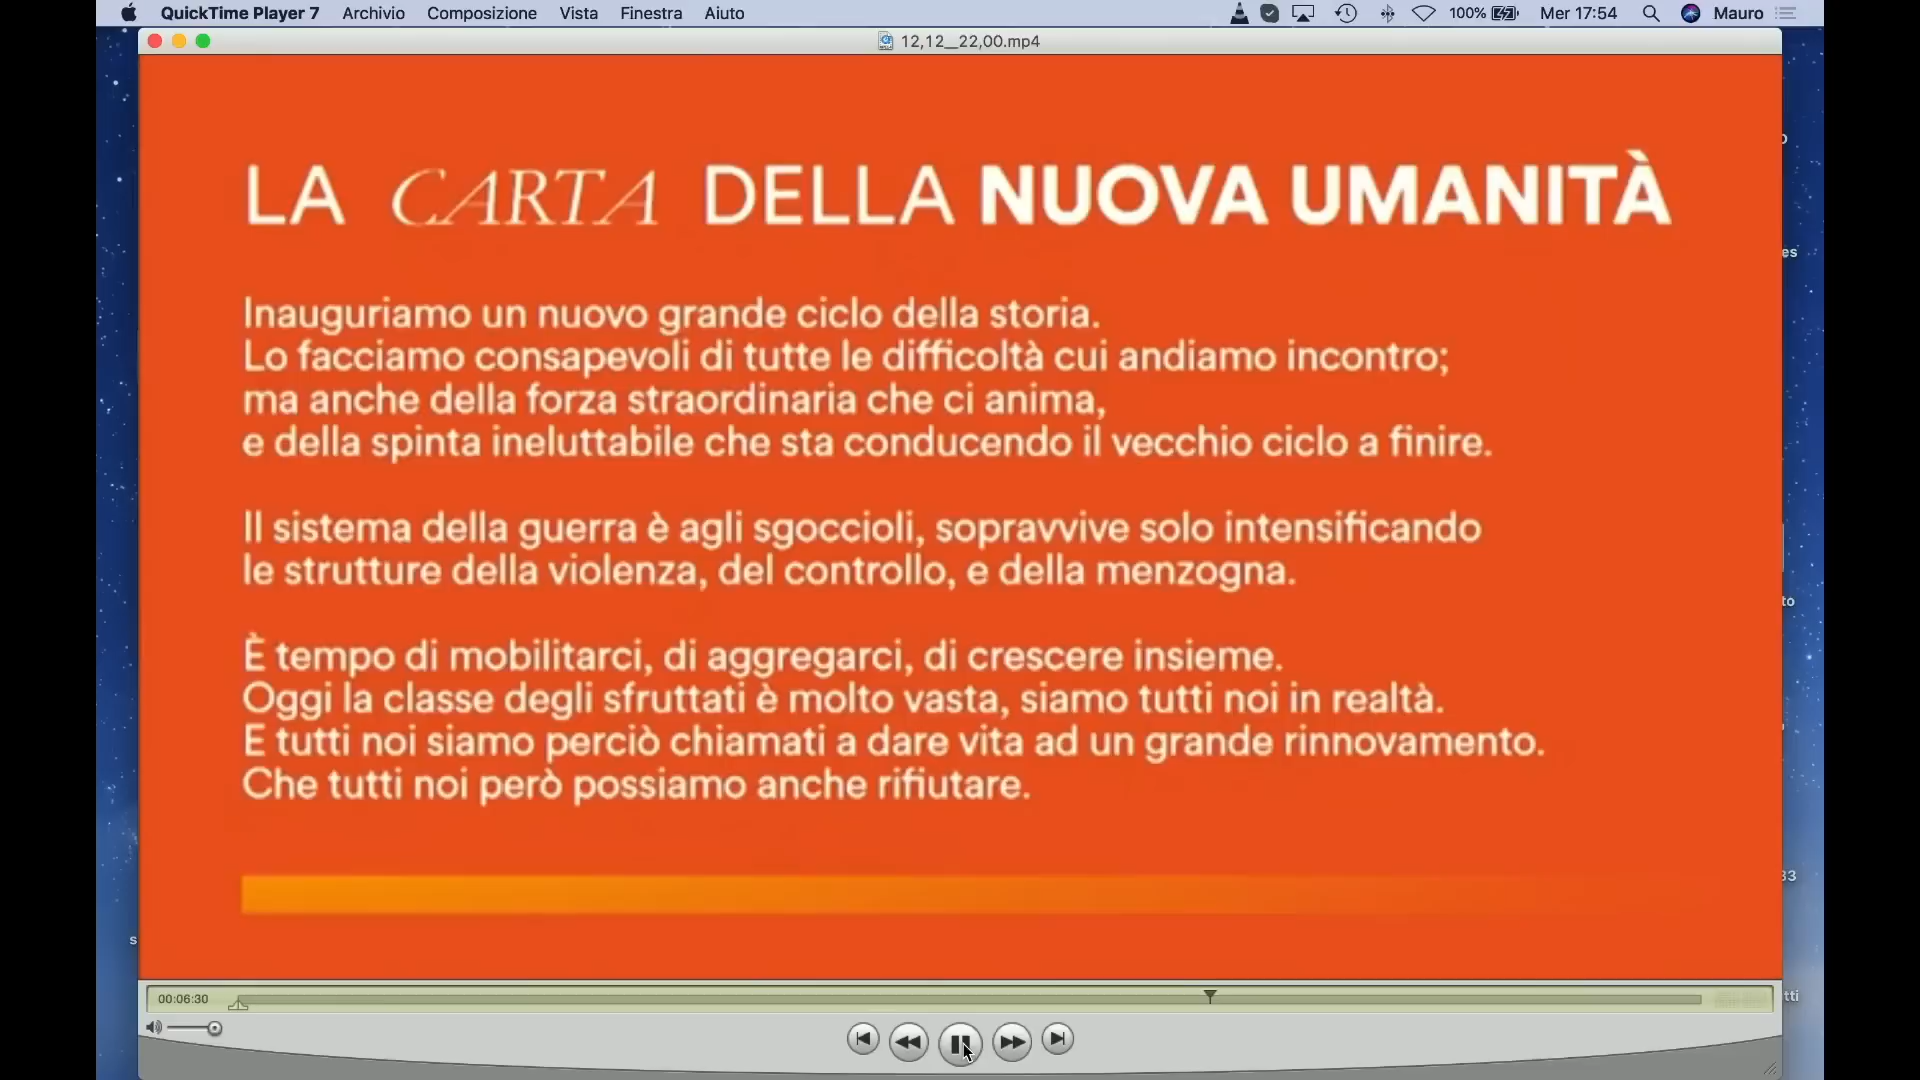 QuickTime Player 7 Archivio Composizione Vista Finestra Aiuto 100% Mer 17:54 Mauro
12,12__22,00.mp4
LA CARTA DELLA NUOVA UMANITÀ
Inauguriamo un nuovo grande ciclo della storia.
Lo facciamo consapevoli di tutte le difficoltà cui andiamo incontro;
ma anche della forza straordinaria che ci anima,
e della spinta ineluttabile che sta conducendo il vecchio ciclo a finire.
Il sistema della guerra è agli sgoccioli, sopravvive solo intensificando
le strutture della violenza, del controllo, e della menzogna.
È tempo di mobilitarci, di aggregarci, di crescere insieme.
Oggi la classe degli sfruttati è molto vasta, siamo tutti noi in realtà.
E tutti noi siamo perciò chiamati a dare vita ad un grande rinnovamento.
Che tutti noi però possiamo anche rifiutare.
00:06:30